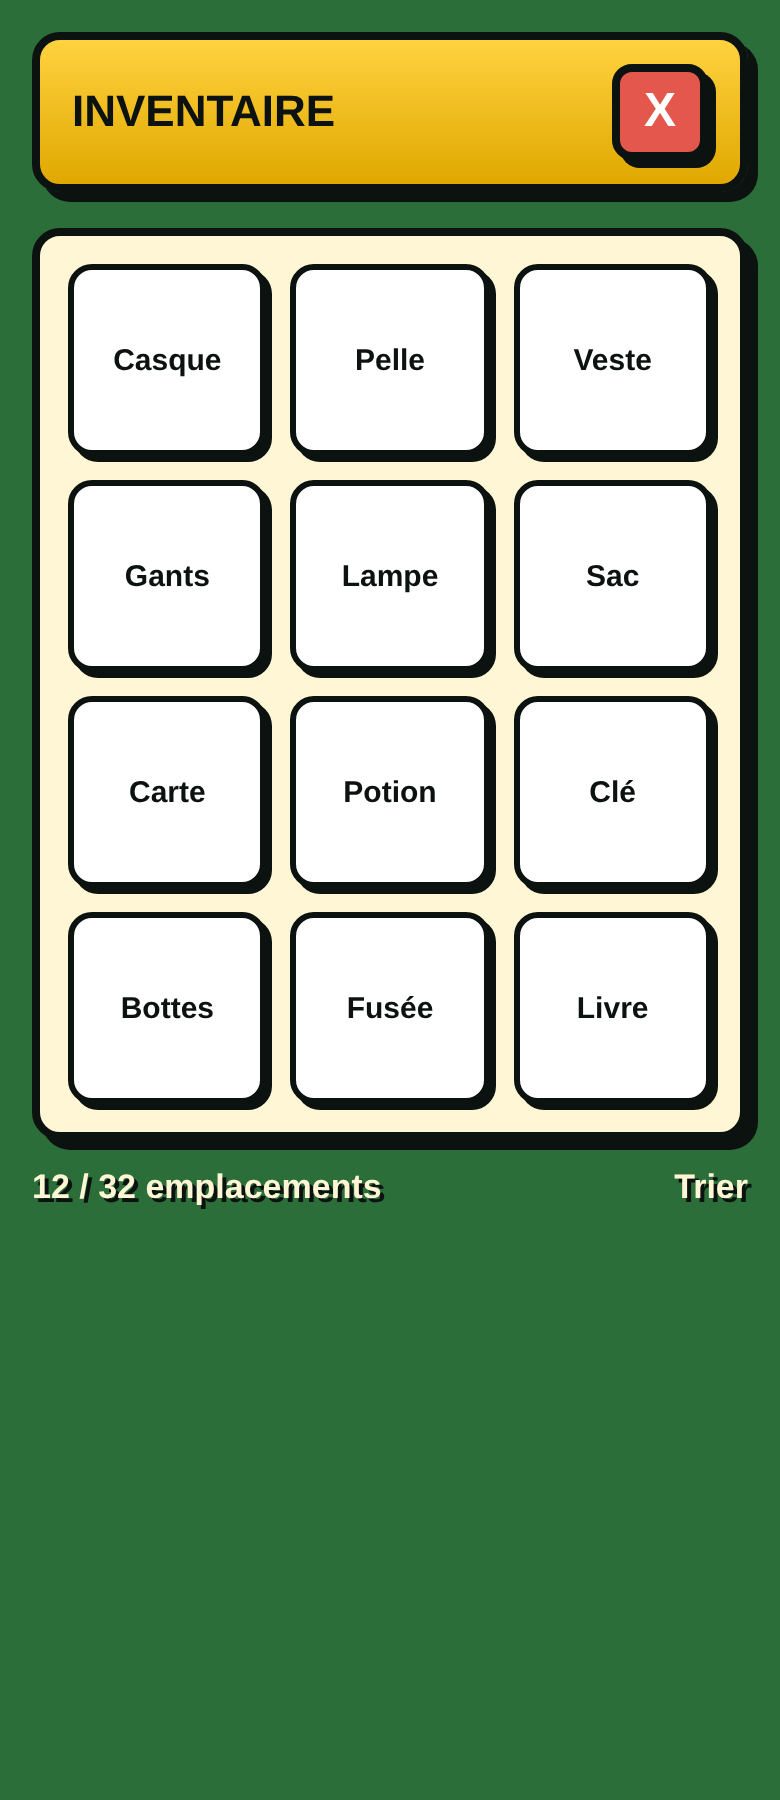 INVENTAIRE X
Casque Pelle Veste
Gants Lampe Sac
Carte Potion Clé
Bottes Fusée Livre
12 / 32 emplacements Trier